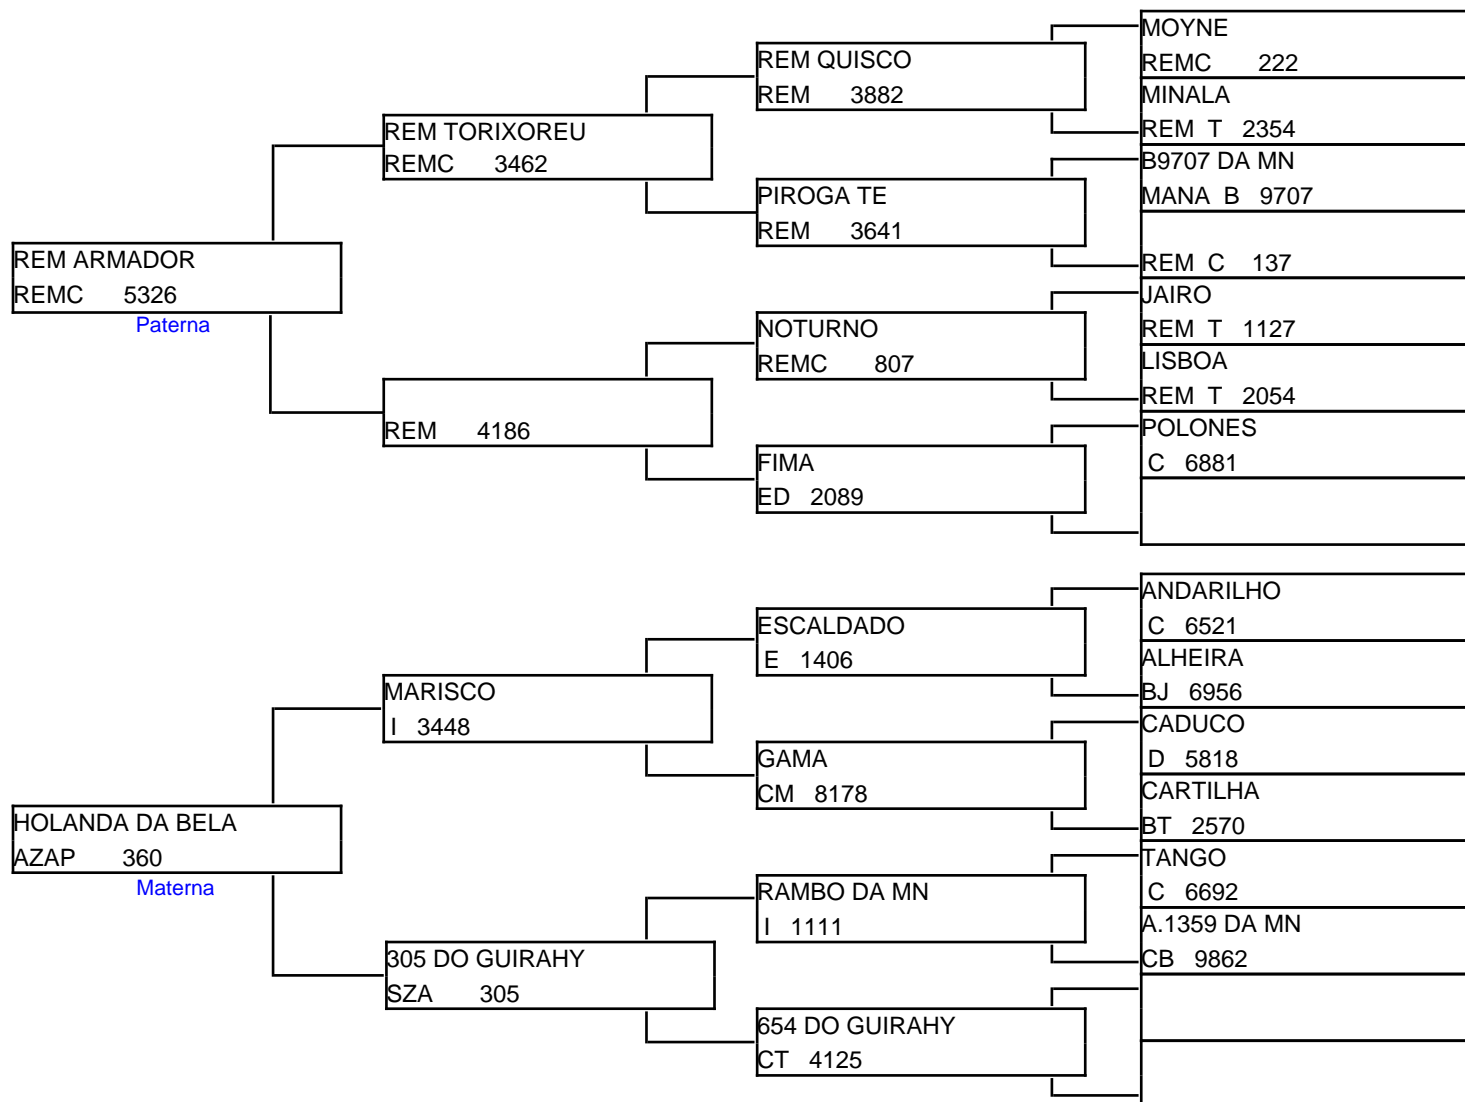 MOYNE
REMC 222
REM QUISCO
REM 3882
MINALA
REM T 2354
REM TORIXOREU
REMC 3462
B9707 DA MN
MANA B 9707
PIROGA TE
REM 3641
REM C 137
REM ARMADOR
REMC 5326
Paterna
JAIRO
REM T 1127
NOTURNO
REMC 807
LISBOA
REM T 2054
REM 4186
POLONES
C 6881
FIMA
ED 2089
ANDARILHO
C 6521
ESCALDADO
E 1406
ALHEIRA
BJ 6956
MARISCO
I 3448
CADUCO
D 5818
GAMA
CM 8178
CARTILHA
BT 2570
HOLANDA DA BELA
AZAP 360
Materna
TANGO
C 6692
RAMBO DA MN
I 1111
A.1359 DA MN
CB 9862
305 DO GUIRAHY
SZA 305
654 DO GUIRAHY
CT 4125